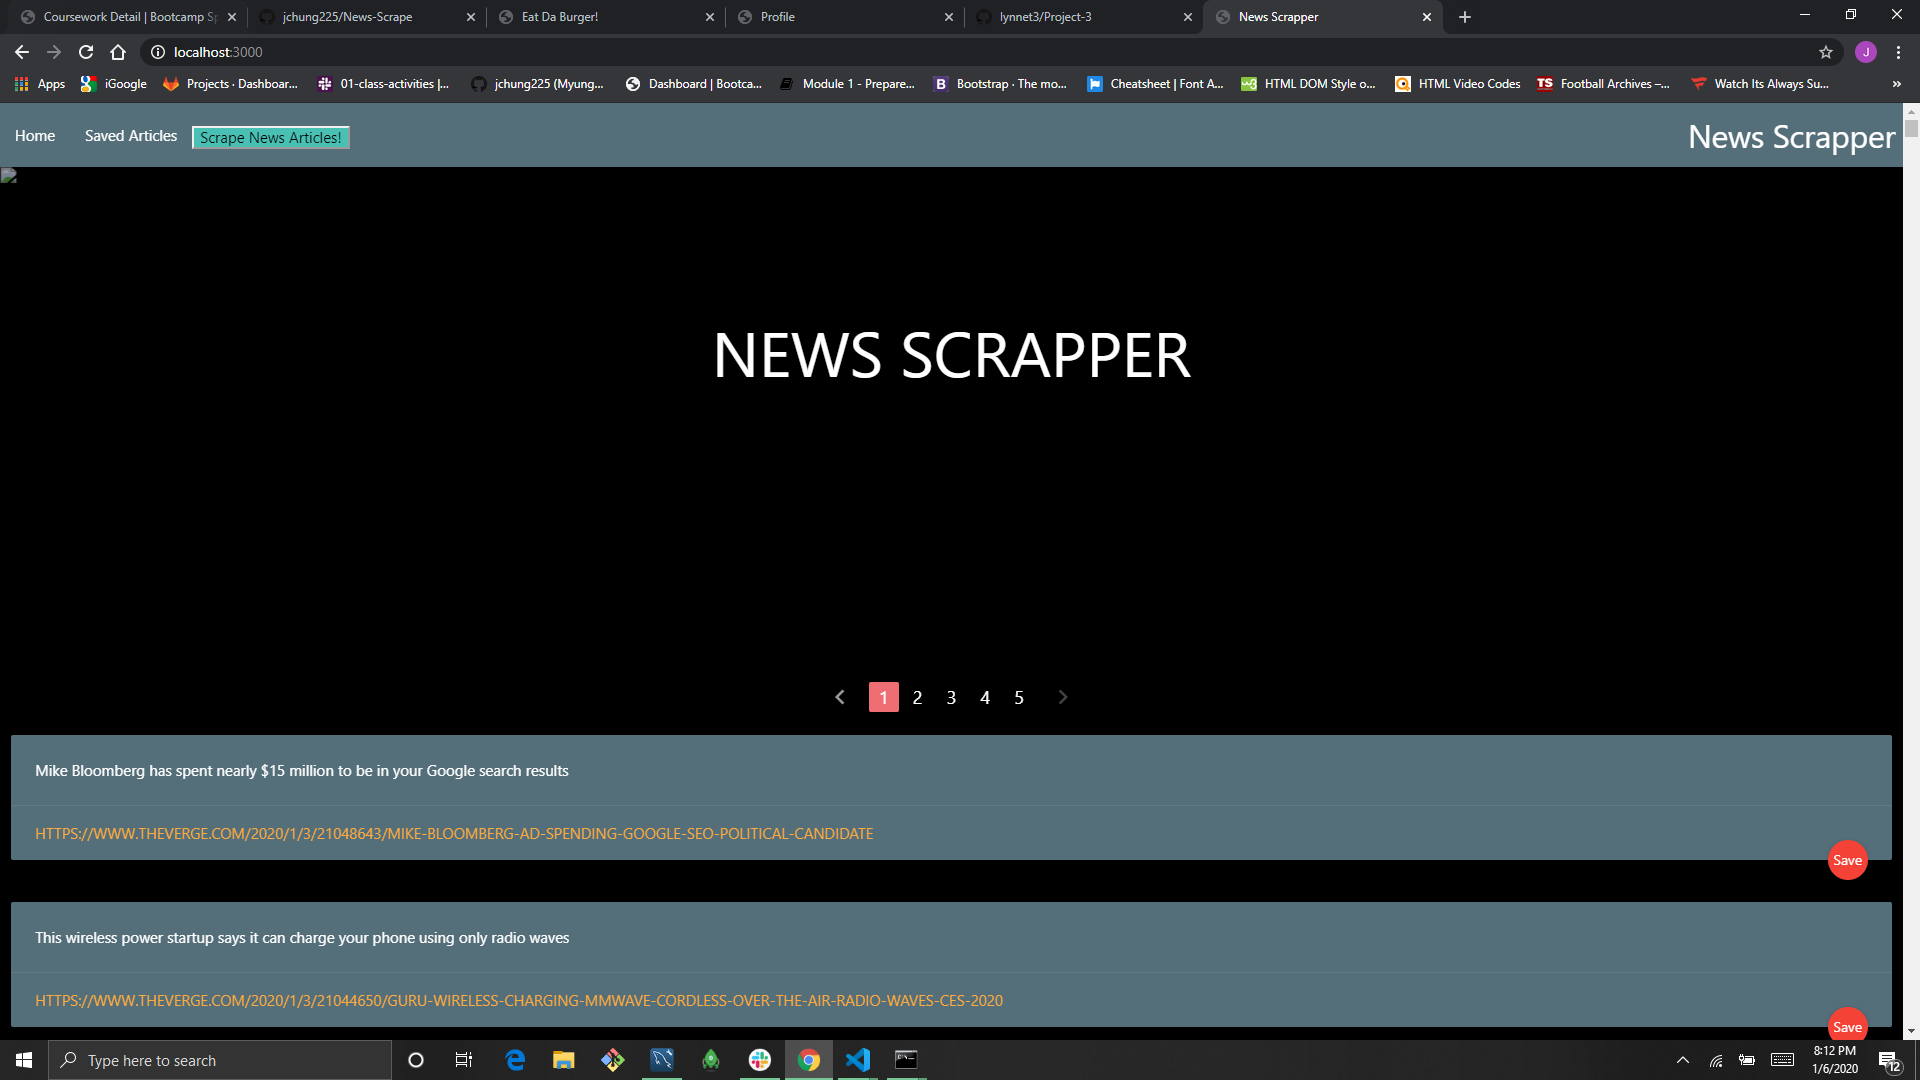 Coursework Detail | Bootcamp Sp
jchung225/News-Scrape
Eat Da Burger!
Profile
lynnet3/Project-3
News Scrapper
localhost:3000
J
Apps
iGoogle
Projects · Dashboar...
01-class-activities |...
jchung225 (Myung...
Dashboard | Bootca...
Module 1 - Prepare...
Bootstrap · The mo...
Cheatsheet | Font A...
HTML DOM Style o...
HTML Video Codes
Football Archives –...
Watch Its Always Su...
»
Home
Saved Articles
Scrape News Articles!
News Scrapper
NEWS SCRAPPER
1 2 3 4 5
Mike Bloomberg has spent nearly $15 million to be in your Google search results
HTTPS://WWW.THEVERGE.COM/2020/1/3/21048643/MIKE-BLOOMBERG-AD-SPENDING-GOOGLE-SEO-POLITICAL-CANDIDATE
Save
This wireless power startup says it can charge your phone using only radio waves
HTTPS://WWW.THEVERGE.COM/2020/1/3/21044650/GURU-WIRELESS-CHARGING-MMWAVE-CORDLESS-OVER-THE-AIR-RADIO-WAVES-CES-2020
Save
Type here to search
8:12 PM
1/6/2020
12